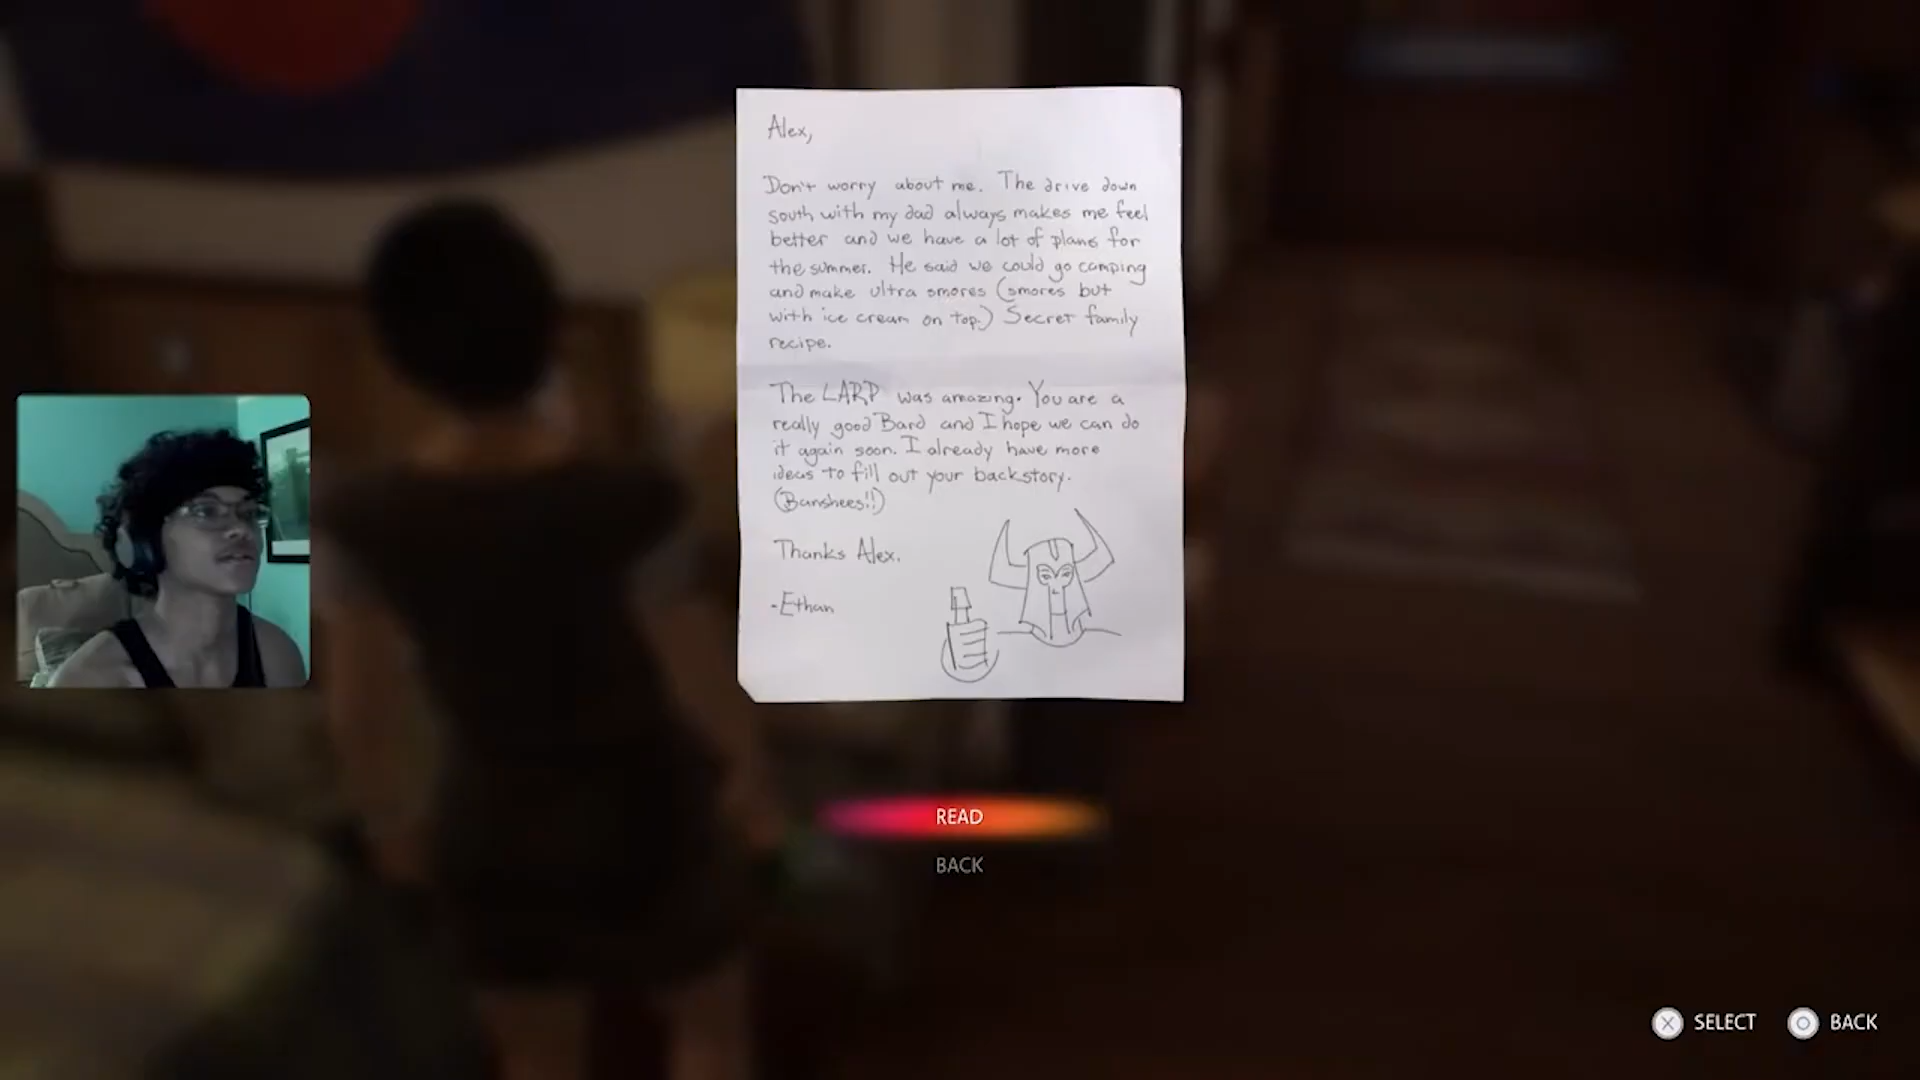 Alex,
Don't worry about me. The drive down
south with my dad always makes me feel
better and we have a lot of plans for
the summer. He said we could go camping
and make ultra smores (smores but
with ice cream on top.) Secret family
recipe.
The LARP was amazing. You are a
really good Bard and I hope we can do
it again soon. I already have more
ideas to fill out your backstory.
(Banshees!!)
Thanks Alex.
-Ethan
READ
BACK
SELECT BACK